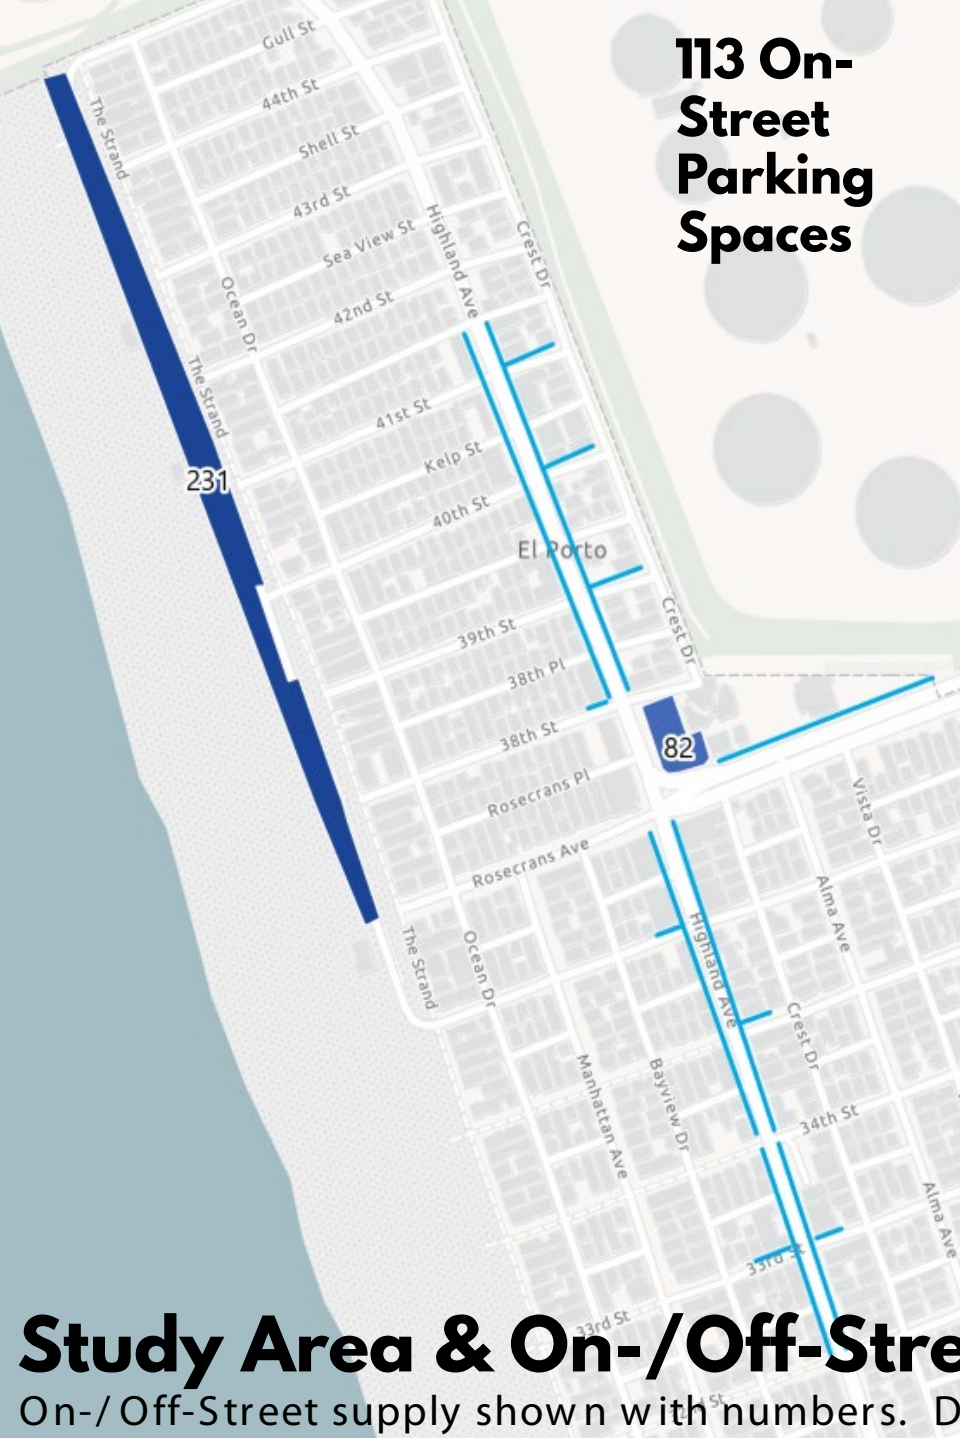 113 On-
Street
Parking
Spaces
Gull St
44th St
The Strand
Shell St
43rd St
Sea View St
Highland Ave
Crest Dr
Ocean Dr
42nd St
The Strand
41st St
Kelp St
231
40th St
El Porto
39th St
Crest Dr
38th Pl
38th St
82
Rosecrans Pl
Vista Dr
Rosecrans Ave
Alma Ave
The Strand
Ocean Dr
Highland Ave
Crest Dr
Manhattan Ave
Bayview Dr
34th St
Alma Ave
33rd St
33rd St
Study Area & On-/Off-Stre
On-/Off-Street supply shown with numbers. D